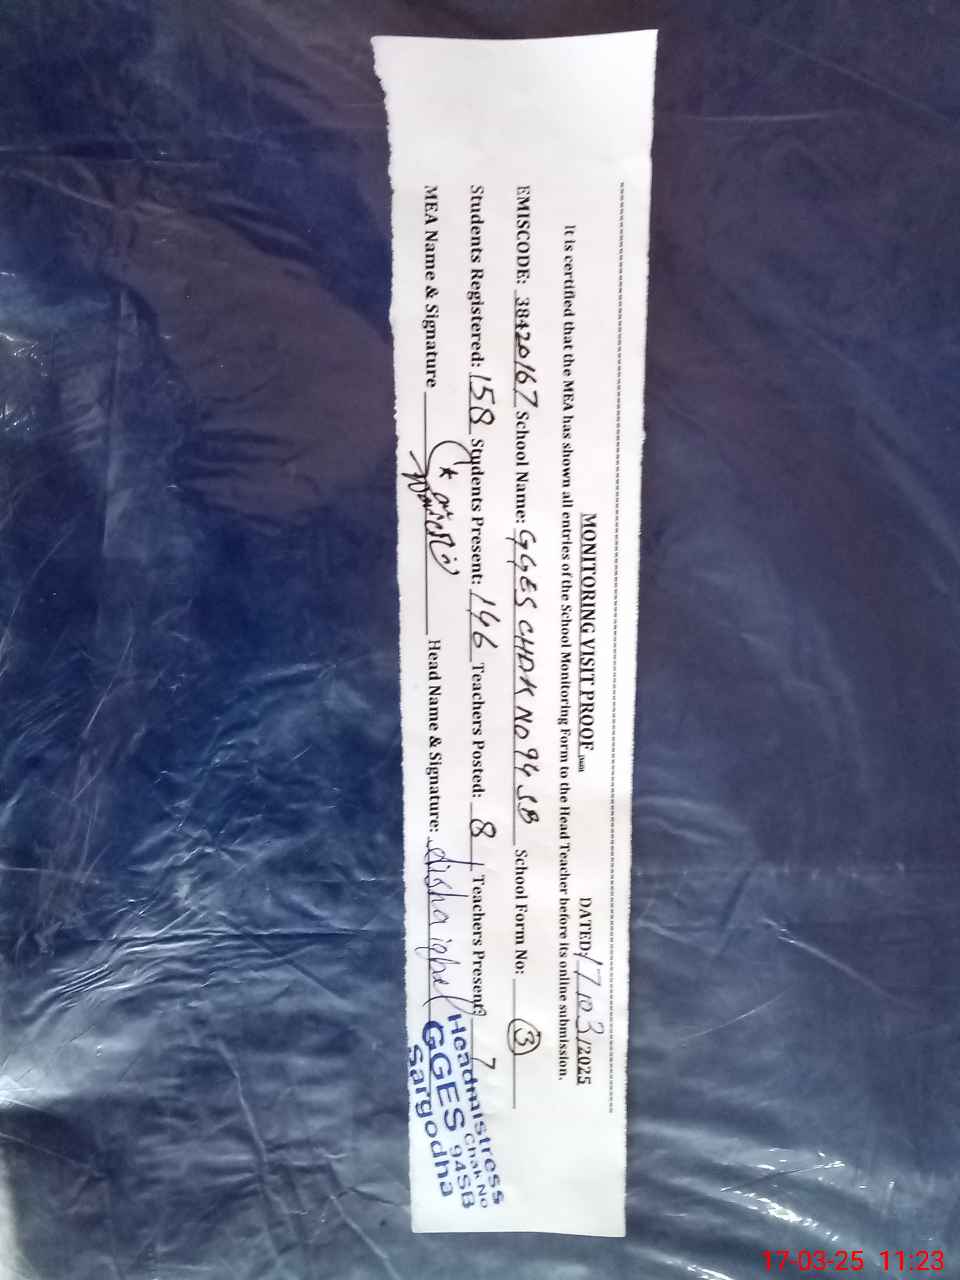 MONITORING VISIT PROOF DATED: 17/03/2025
It is certified that the MEA has shown all entries of the School Monitoring Form to the Head Teacher before its online submission.
EMISCODE: 38420167 School Name: GGES CHAK NO 94 SB School Form No: 3
Students Registered: 158 Students Present: 146 Teachers Posted: 8 Teachers Present: 7
MEA Name & Signature Head Name & Signature: Aisha iqbal
Headmistress
Chak No
GGES 94SB
Sargodha
17-03-25 11:23